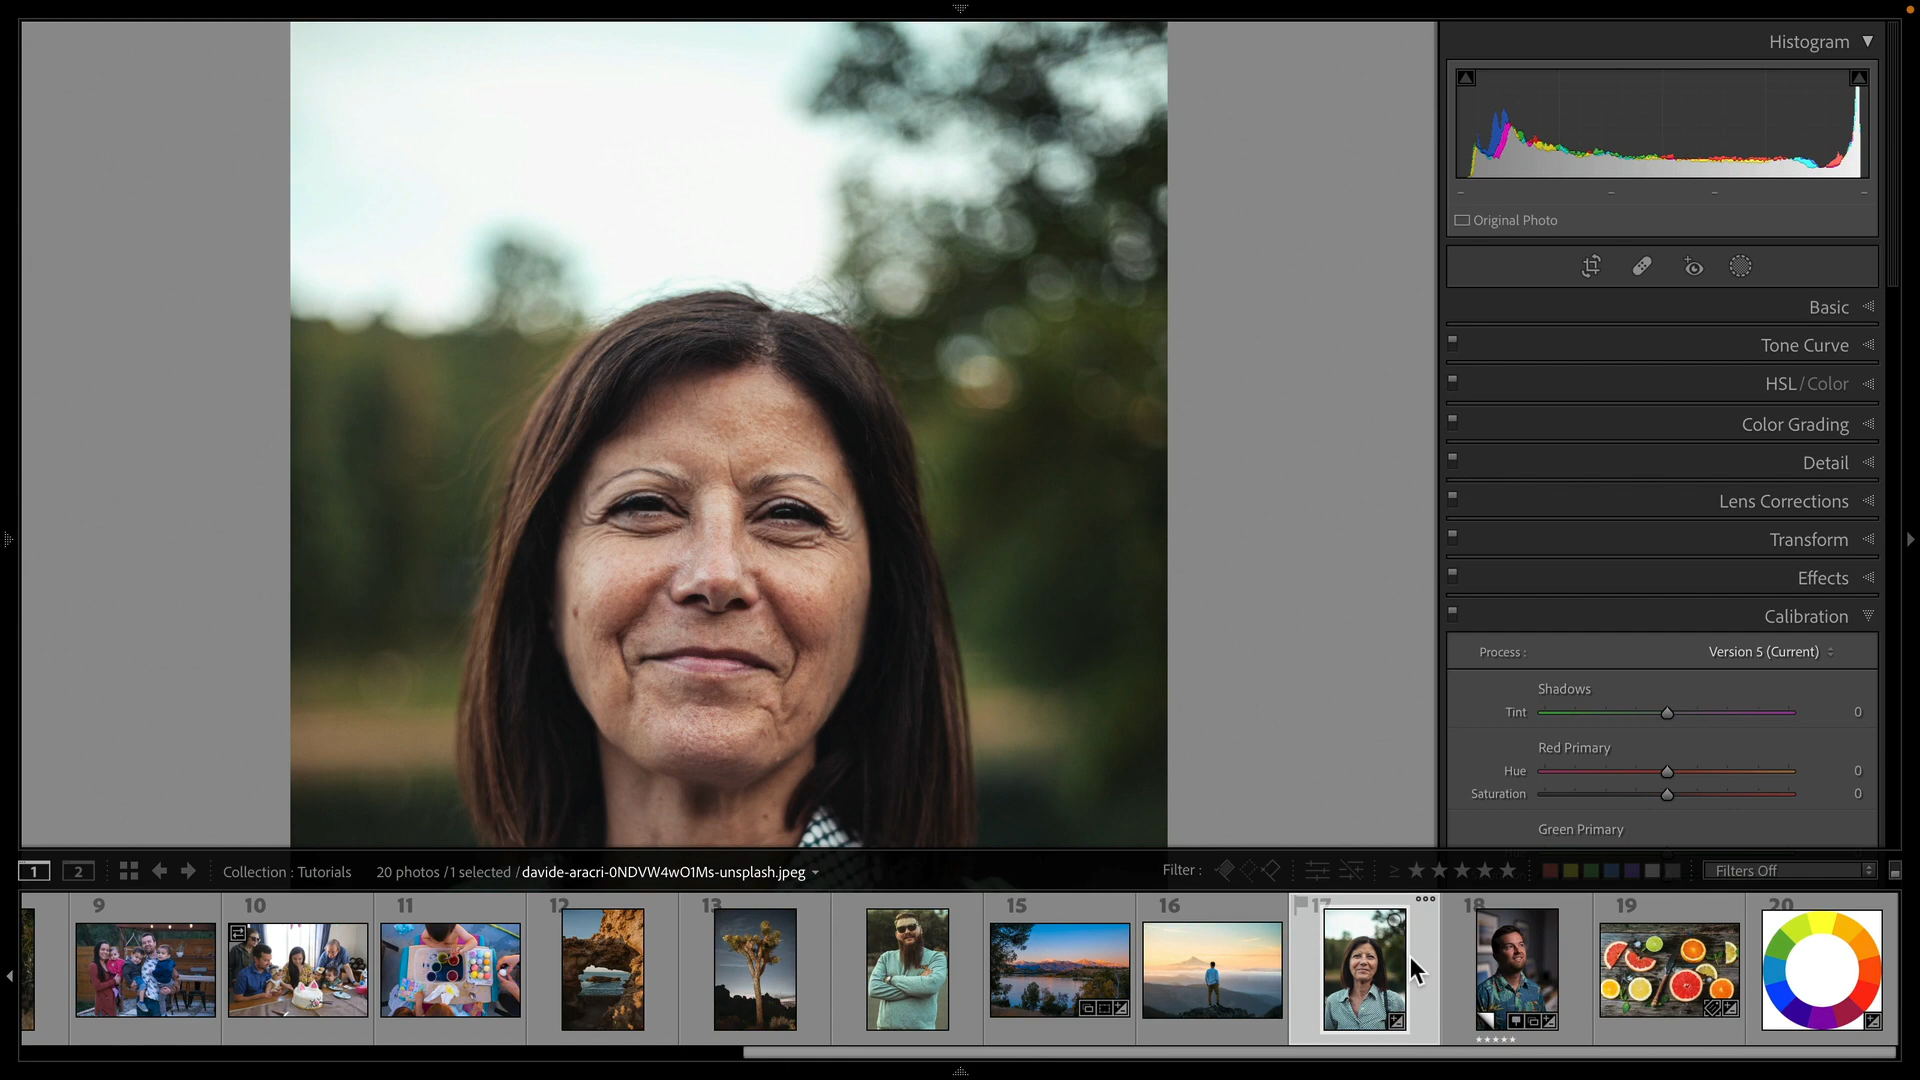 Histogram
Original Photo
Basic
Tone Curve
HSL / Color
Color Grading
Detail
Lens Corrections
Transform
Effects
Calibration
Process : Version 5 (Current)
Shadows
Tint 0
Red Primary
Hue 0
Saturation 0
Green Primary
1 2 Collection : Tutorials 20 photos / 1 selected / davide-aracri-0NDVW4wO1Ms-unsplash.jpeg Filter : ≥ ★★★★★ Filters Off
9 10 11 12 13 15 16 17 18 19 20
★★★★★